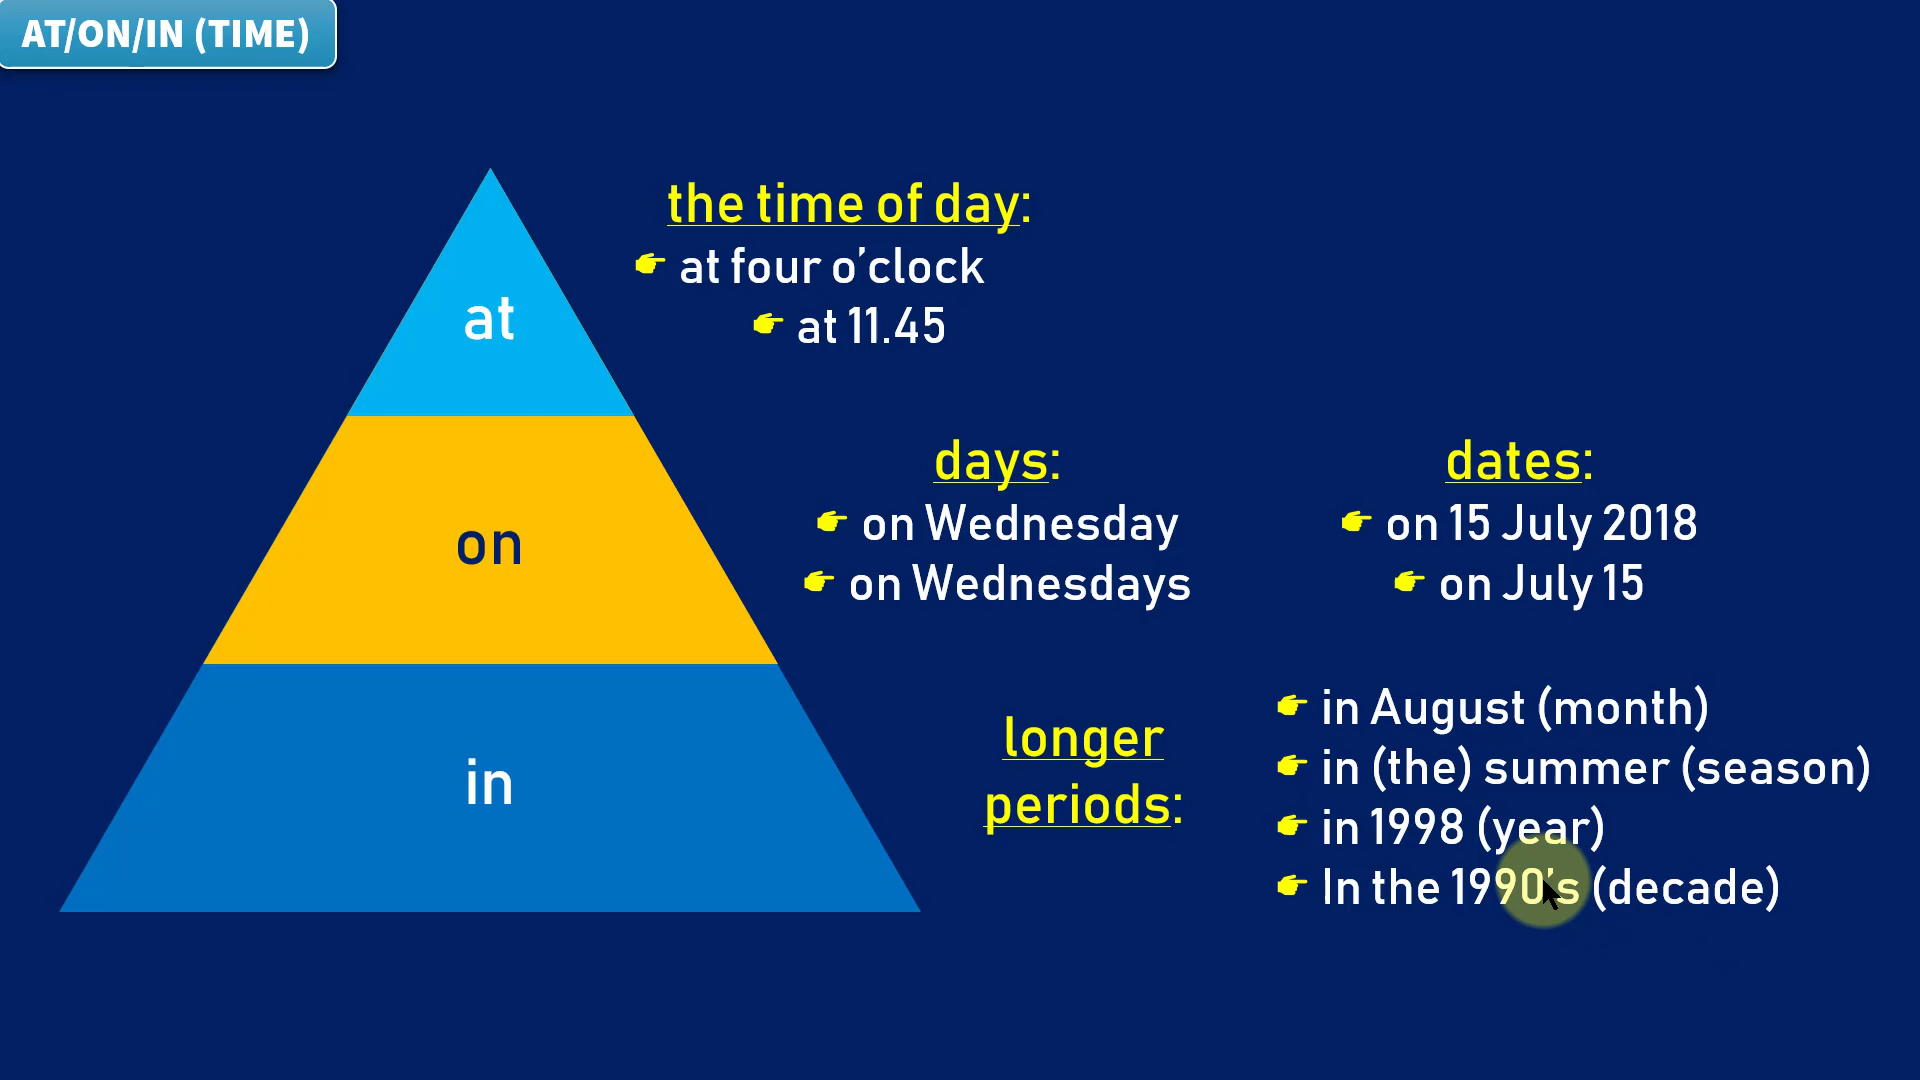 AT/ON/IN (TIME)
at
the time of day:
at four o’clock
at 11.45
on
days:
on Wednesday
on Wednesdays
dates:
on 15 July 2018
on July 15
in
longer
periods:
in August (month)
in (the) summer (season)
in 1998 (year)
In the 1990’s (decade)